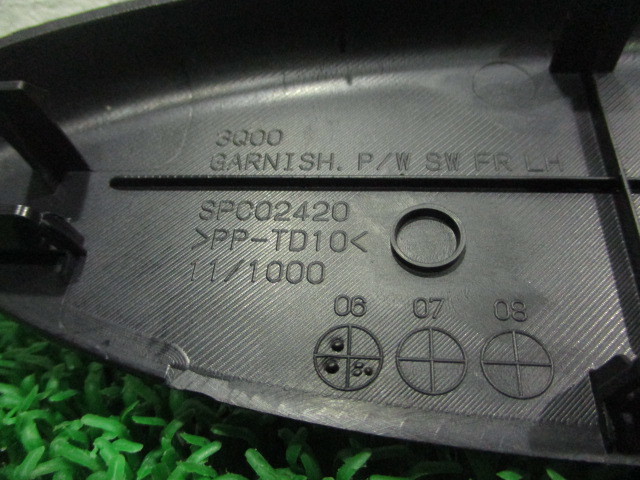 3Q00
GARNISH. P/W SW FR LH
SPC02420
>PP-TD10<
11/1000
06 07 08